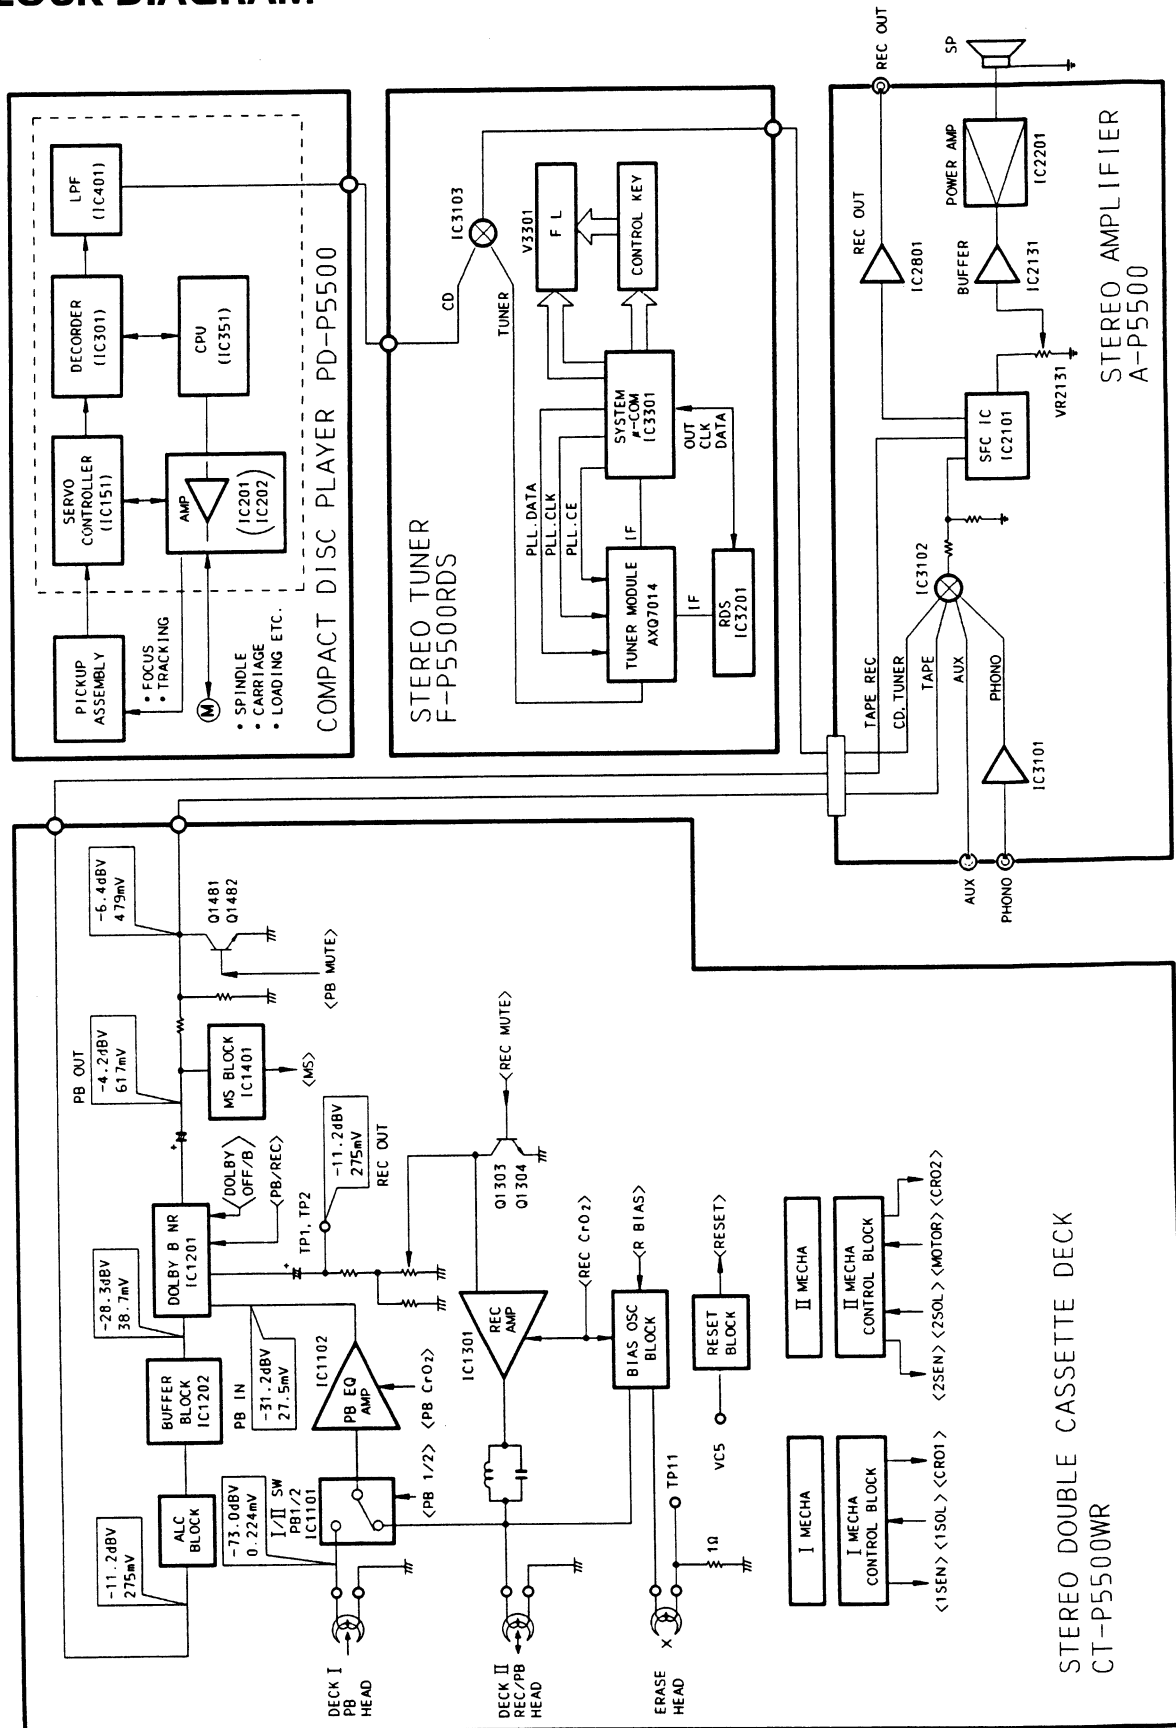 BLOCK DIAGRAM
PICKUP
ASSEMBLY
SERVO
CONTROLLER
(IC151)
DECORDER
(IC301)
LPF
(IC401)
CPU
(IC351)
AMP
(IC201
IC202)
• FOCUS
• TRACKING
M
• SPINDLE
• CARRIAGE
• LOADING ETC.
COMPACT DISC PLAYER PD-P5500
STEREO TUNER
F-P5500RDS
CD
TUNER
IC3103
V3301
F L
CONTROL KEY
SYSTEM
μ-COM
IC3301
PLL.DATA
PLL.CLK
PLL.CE
IF
OUT
CLK
DATA
TUNER MODULE
AXQ7014
IF
RDS
IC3201
REC OUT
SP
REC OUT
IC2801
POWER AMP
IC2201
BUFFER
IC2131
VR2131
SFC IC
IC2101
IC3102
TAPE REC
CD,TUNER
TAPE
AUX
PHONO
IC3101
AUX
PHONO
STEREO AMPLIFIER
A-P5500
-11.2dBV
275mV
ALC
BLOCK
BUFFER
BLOCK
IC1202
-28.3dBV
38.7mV
DOLBY B NR
IC1201
<DOLBY
OFF/B>
<PB/REC>
PB OUT
-4.2dBV
617mV
MS BLOCK
IC1401
<MS>
-6.4dBV
479mV
Q1481
Q1482
<PB MUTE>
PB IN
-31.2dBV
27.5mV
-73.0dBV
0.224mV
I/II SW
PB1/2
IC1101
IC1102
PB EQ
AMP
<PB 1/2>
<PB CrO2>
TP1,TP2
-11.2dBV
275mV
REC OUT
<REC MUTE>
Q1303
Q1304
IC1301
REC
AMP
<REC CrO2>
BIAS OSC
BLOCK
<R BIAS>
RESET
BLOCK
<RESET>
VC5
TP11
1Ω
DECK I
PB
HEAD
DECK II
REC/PB
HEAD
ERASE
HEAD
I MECHA
I MECHA
CONTROL BLOCK
<1SEN> <1SOL> <CRO1>
II MECHA
II MECHA
CONTROL BLOCK
<2SEN> <2SOL> <MOTOR> <CRO2>
STEREO DOUBLE CASSETTE DECK
CT-P5500WR